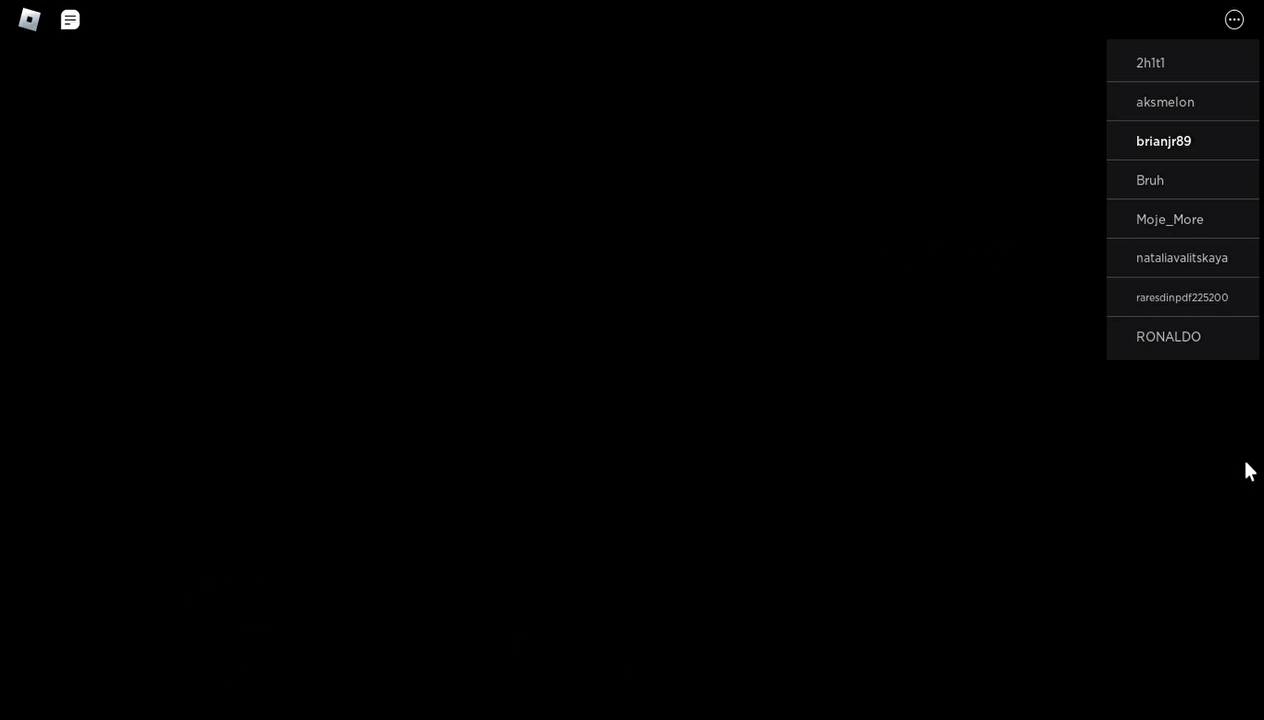 2h1t1
aksmelon
brianjr89
Bruh
Moje_More
nataliavalitskaya
raresdinpdf225200
RONALDO